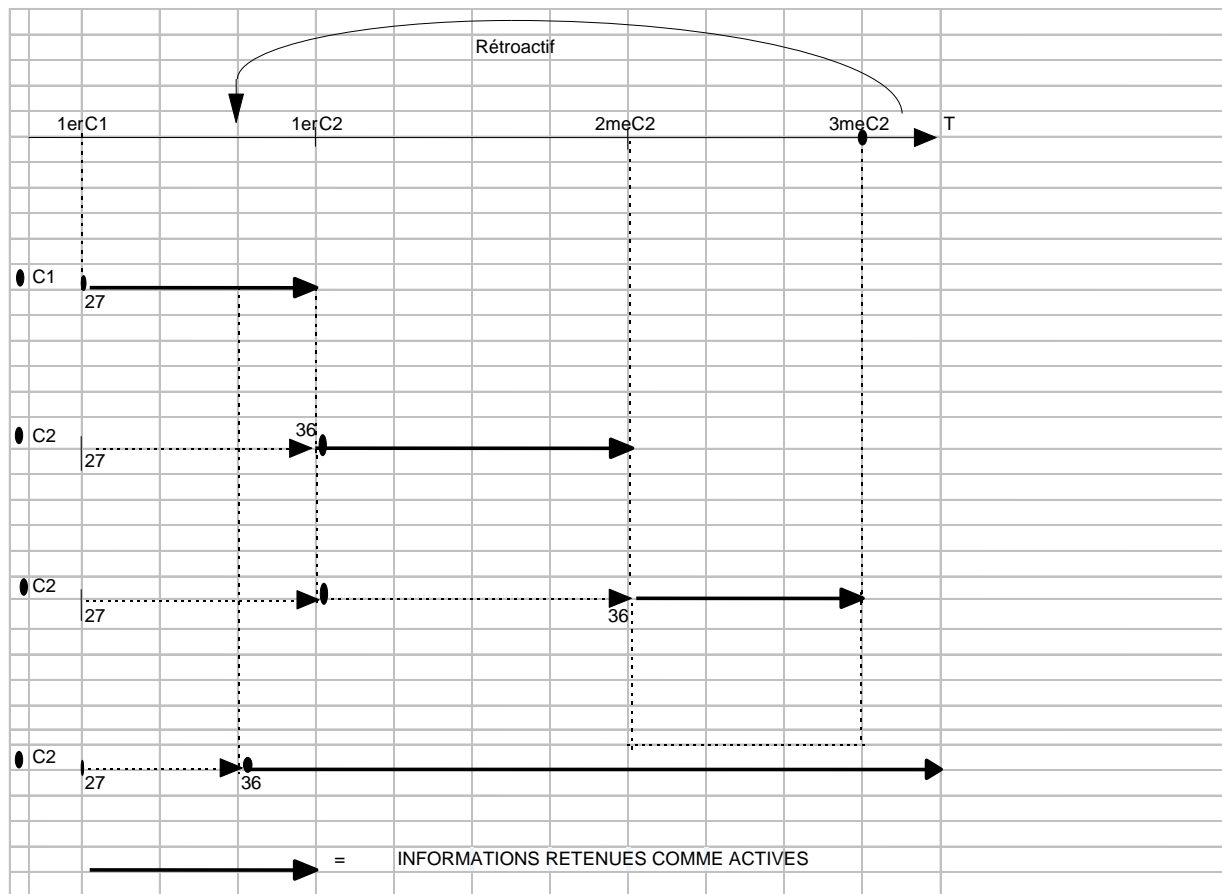 Rétroactif
1erC1 1erC2 2meC2 3meC2 T
C1
27
36
C2
27
C2
27 36
C2
27 36
= INFORMATIONS RETENUES COMME ACTIVES